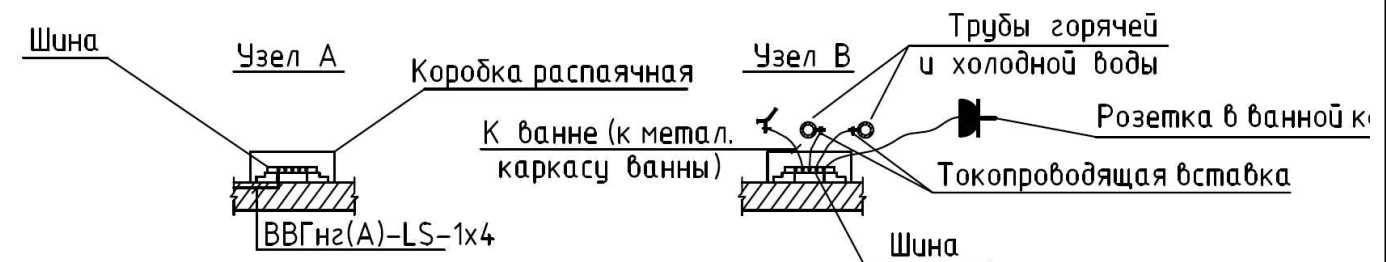 Шина
Узел А
Коробка распаячная
ВВГнг(А)-LS-1х4
Узел В
Трубы горячей
и холодной воды
К ванне (к метал.
каркасу ванны)
Розетка в ванной
Токопроводящая вставка
Шина